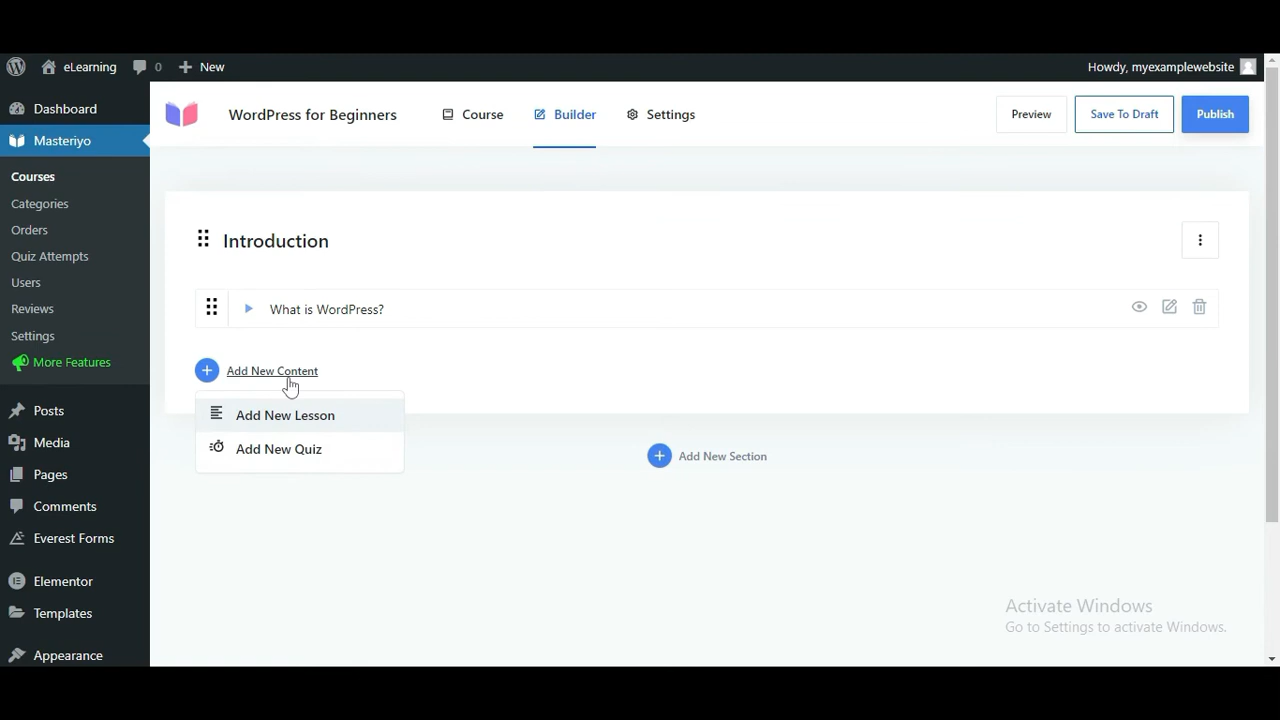 eLearning 0 New Howdy, myexamplewebsite
Dashboard
Masteriyo
Courses
Categories
Orders
Quiz Attempts
Users
Reviews
Settings
More Features
Posts
Media
Pages
Comments
Everest Forms
Elementor
Templates
Appearance
WordPress for Beginners Course Builder Settings Preview Save To Draft Publish
Introduction
What is WordPress?
Add New Content
Add New Lesson
Add New Quiz
Add New Section
Activate Windows
Go to Settings to activate Windows.